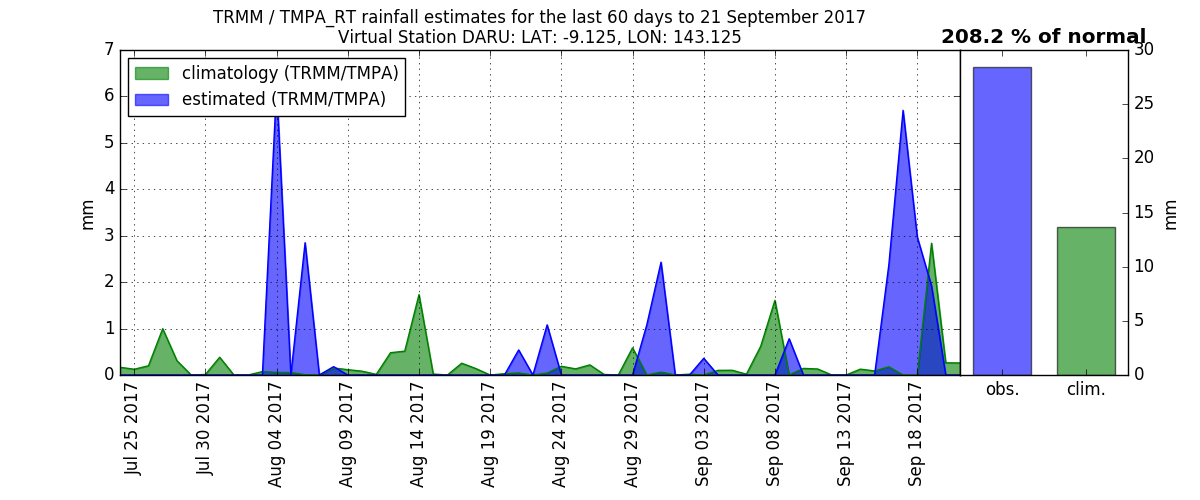 TRMM / TMPA_RT rainfall estimates for the last 60 days to 21 September 2017
Virtual Station DARU: LAT: -9.125, LON: 143.125
208.2 % of normal
climatology (TRMM/TMPA)
estimated (TRMM/TMPA)
7
6
5
4
3
2
1
0
mm
Jul 25 2017
Jul 30 2017
Aug 04 2017
Aug 09 2017
Aug 14 2017
Aug 19 2017
Aug 24 2017
Aug 29 2017
Sep 03 2017
Sep 08 2017
Sep 13 2017
Sep 18 2017
obs.
clim.
30
25
20
15
10
5
0
mm